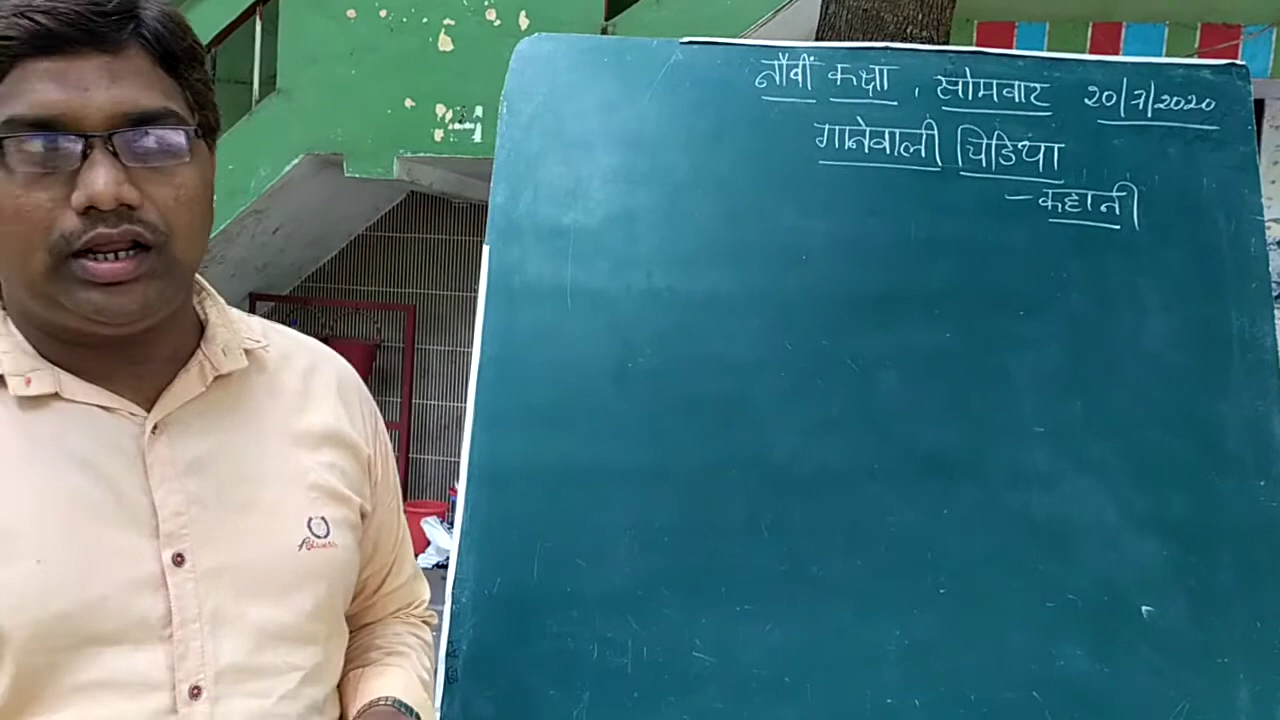 नौवीं कक्षा, सोमवार 20/7/2020
गानेवाली चिडिया
- कहानी